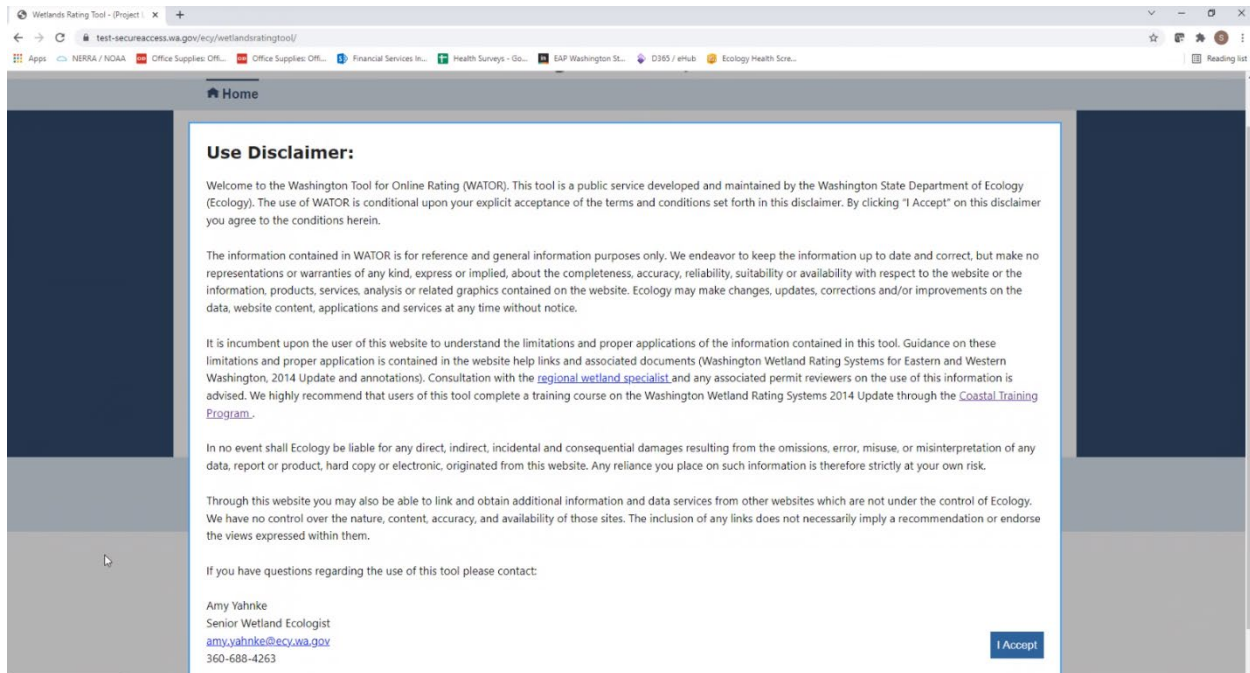 Wetlands Rating Tool - (Project
test-secureaccess.wa.gov/ecy/wetlandsratingtool/
Apps NERRA / NOAA Office Supplies: Offi... Office Supplies: Offi... Financial Services In... Health Surveys - Go... EAP Washington St... D365 / eHub Ecology Health Scre... Reading list
Home
Use Disclaimer:
Welcome to the Washington Tool for Online Rating (WATOR). This tool is a public service developed and maintained by the Washington State Department of Ecology
(Ecology). The use of WATOR is conditional upon your explicit acceptance of the terms and conditions set forth in this disclaimer. By clicking "I Accept" on this disclaimer
you agree to the conditions herein.
The information contained in WATOR is for reference and general information purposes only. We endeavor to keep the information up to date and correct, but make no
representations or warranties of any kind, express or implied, about the completeness, accuracy, reliability, suitability or availability with respect to the website or the
information, products, services, analysis or related graphics contained on the website. Ecology may make changes, updates, corrections and/or improvements on the
data, website content, applications and services at any time without notice.
It is incumbent upon the user of this website to understand the limitations and proper applications of the information contained in this tool. Guidance on these
limitations and proper application is contained in the website help links and associated documents (Washington Wetland Rating Systems for Eastern and Western
Washington, 2014 Update and annotations). Consultation with the regional wetland specialist and any associated permit reviewers on the use of this information is
advised. We highly recommend that users of this tool complete a training course on the Washington Wetland Rating Systems 2014 Update through the Coastal Training
Program .
In no event shall Ecology be liable for any direct, indirect, incidental and consequential damages resulting from the omissions, error, misuse, or misinterpretation of any
data, report or product, hard copy or electronic, originated from this website. Any reliance you place on such information is therefore strictly at your own risk.
Through this website you may also be able to link and obtain additional information and data services from other websites which are not under the control of Ecology.
We have no control over the nature, content, accuracy, and availability of those sites. The inclusion of any links does not necessarily imply a recommendation or endorse
the views expressed within them.
If you have questions regarding the use of this tool please contact:
Amy Yahnke
Senior Wetland Ecologist
amy.yahnke@ecy.wa.gov
360-688-4263
I Accept